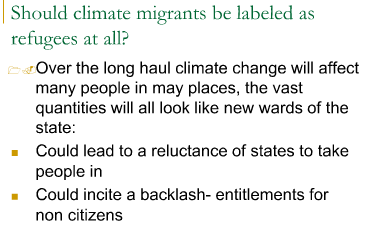 Should climate migrants be labeled as
refugees at all?
Over the long haul climate change will affect
many people in may places, the vast
quantities will all look like new wards of the
state:
Could lead to a reluctance of states to take
people in
Could incite a backlash- entitlements for
non citizens